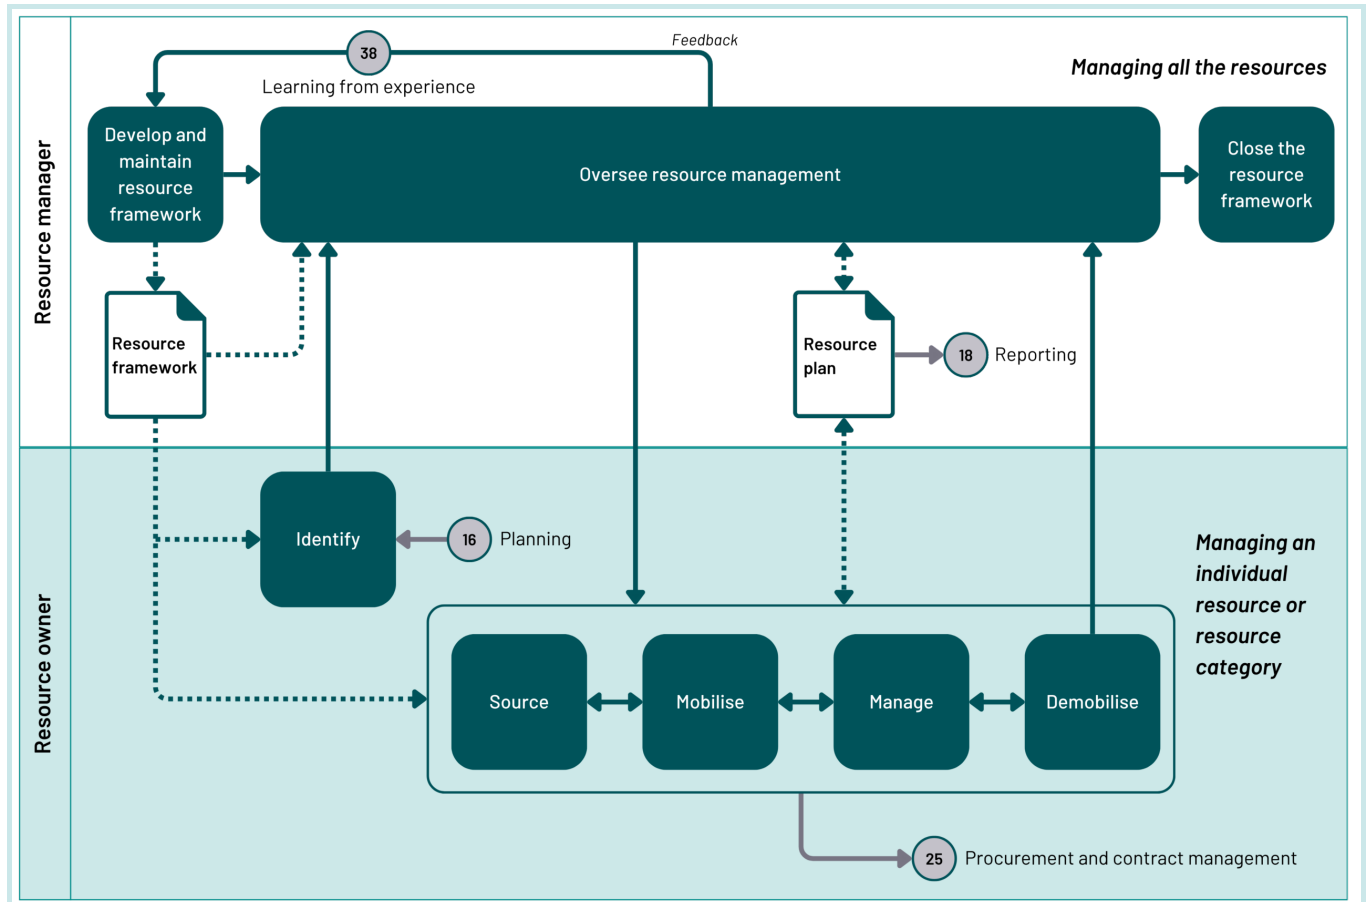 Feedback
38
Learning from experience
Managing all the resources
Resource manager
Develop and
maintain
resource
framework
Oversee resource management
Close the
resource
framework
Resource
framework
Resource
plan
18
Reporting
Resource owner
Identify
16
Planning
Managing an
individual
resource or
resource
category
Source
Mobilise
Manage
Demobilise
25
Procurement and contract management